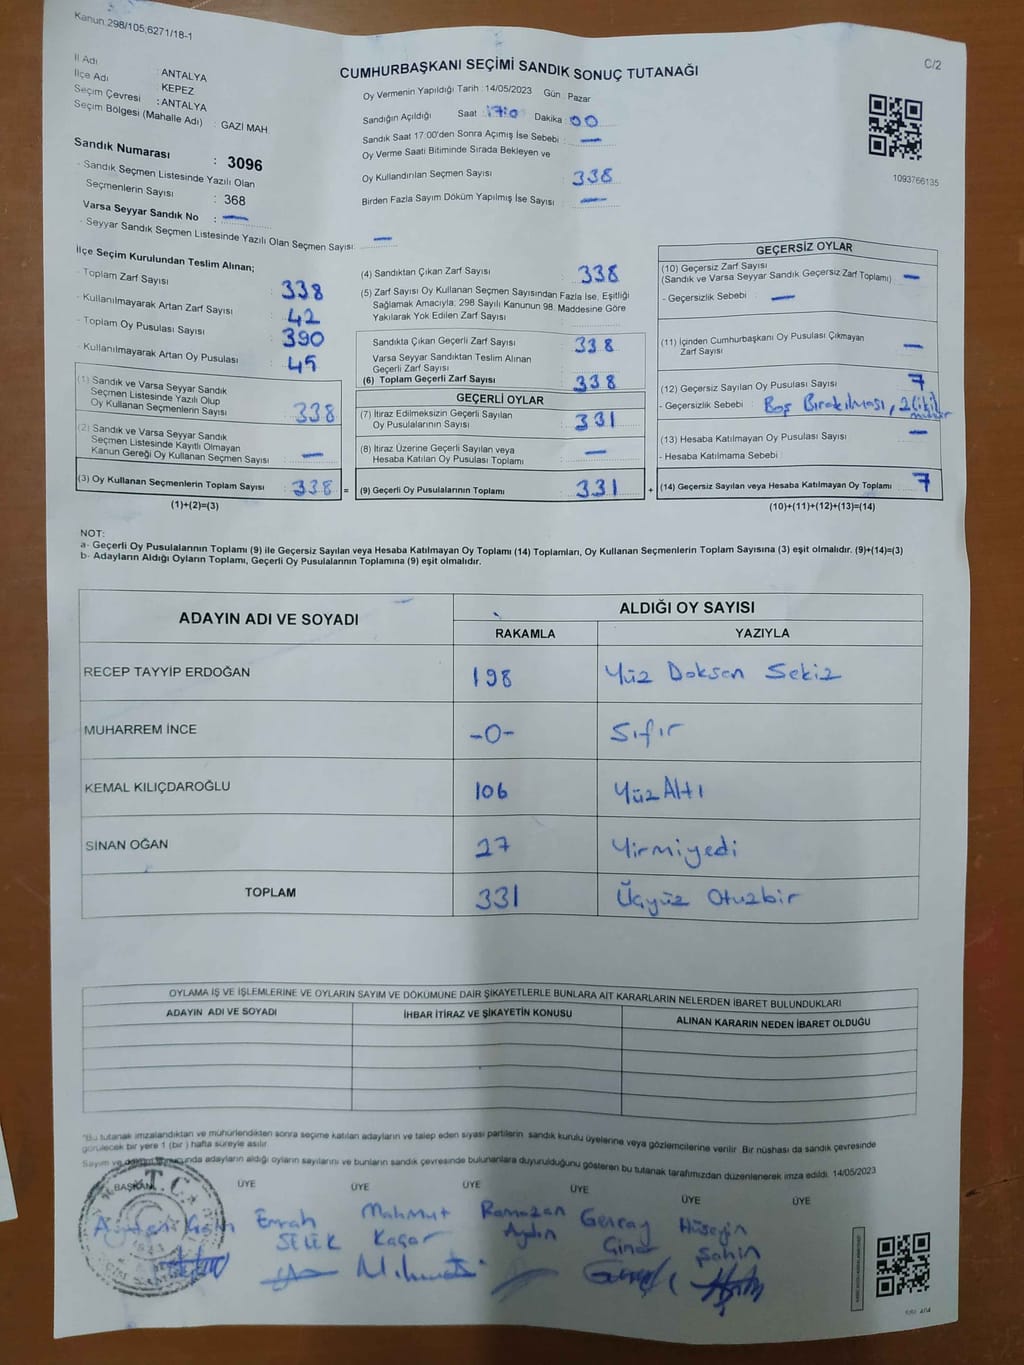 Kanun:298/105,6271/18-1
C/2
CUMHURBAŞKANI SEÇİMİ SANDIK SONUÇ TUTANAĞI
İl Adı : ANTALYA
İlçe Adı : KEPEZ
Seçim Çevresi : ANTALYA
Seçim Bölgesi (Mahalle Adı) : GAZİ MAH.
Sandık Numarası : 3096
- Sandık Seçmen Listesinde Yazılı Olan
Seçmenlerin Sayısı : 368
Varsa Seyyar Sandık No : —
- Seyyar Sandık Seçmen Listesinde Yazılı Olan Seçmen Sayısı: —
Oy Vermenin Yapıldığı Tarih : 14/05/2023 Gün : Pazar
Sandığın Açıldığı Saat 17:0 Dakika 00
Sandık Saat 17:00'den Sonra Açımış İse Sebebi : —
Oy Verme Saati Bitiminde Sırada Bekleyen ve
Oy Kullandırılan Seçmen Sayısı 338
Birden Fazla Sayım Döküm Yapılmış İse Sayısı : —
1093766135
İlçe Seçim Kurulundan Teslim Alınan;
- Toplam Zarf Sayısı : 338
- Kullanılmayarak Artan Zarf Sayısı : 42
- Toplam Oy Pusulası Sayısı : 390
- Kullanılmayarak Artan Oy Pusulası : 45
(1) Sandık ve Varsa Seyyar Sandık
Seçmen Listesinde Yazılı Olup
Oy Kullanan Seçmenlerin Sayısı : 338
(2) Sandık ve Varsa Seyyar Sandık
Seçmen Listesinde Kayıtlı Olmayan
Kanun Gereği Oy Kullanan Seçmen Sayısı : —
(3) Oy Kullanan Seçmenlerin Toplam Sayısı : 338 =
(1)+(2)=(3)
(4) Sandıktan Çıkan Zarf Sayısı : 338
(5) Zarf Sayısı Oy Kullanan Seçmen Sayısından Fazla İse, Eşitliği
Sağlamak Amacıyla; 298 Sayılı Kanunun 98. Maddesine Göre
Yakılarak Yok Edilen Zarf Sayısı :
Sandıkta Çıkan Geçerli Zarf Sayısı : 338
Varsa Seyyar Sandıktan Teslim Alınan
Geçerli Zarf Sayısı :
(6) Toplam Geçerli Zarf Sayısı : 338
GEÇERLİ OYLAR
(7) İtiraz Edilmeksizin Geçerli Sayılan
Oy Pusulalarının Sayısı : 331
(8) İtiraz Üzerine Geçerli Sayılan veya
Hesaba Katılan Oy Pusulası Toplamı : —
(9) Geçerli Oy Pusulalarının Toplamı : 331 +
GEÇERSİZ OYLAR
(10) Geçersiz Zarf Sayısı
(Sandık ve Varsa Seyyar Sandık Geçersiz Zarf Toplamı) : —
- Geçersizlik Sebebi : —
(11) İçinden Cumhurbaşkanı Oy Pusulası Çıkmayan
Zarf Sayısı : —
(12) Geçersiz Sayılan Oy Pusulası Sayısı : 7
- Geçersizlik Sebebi : Boş Bırakılması,
(13) Hesaba Katılmayan Oy Pusulası Sayısı : —
- Hesaba Katılmama Sebebi :
(14) Geçersiz Sayılan veya Hesaba Katılmayan Oy Toplamı : 7
(10)+(11)+(12)+(13)=(14)
NOT:
a- Geçerli Oy Pusulalarının Toplamı (9) ile Geçersiz Sayılan veya Hesaba Katılmayan Oy Toplamı (14) Toplamları, Oy Kullanan Seçmenlerin Toplam Sayısına (3) eşit olmalıdır. (9)+(14)=(3)
b- Adayların Aldığı Oyların Toplamı, Geçerli Oy Pusulalarının Toplamına (9) eşit olmalıdır.
ADAYIN ADI VE SOYADI ALDIĞI OY SAYISI
RAKAMLA YAZIYLA
RECEP TAYYİP ERDOĞAN 198 Yüz Doksan Sekiz
MUHARREM İNCE -0- Sıfır
KEMAL KILIÇDAROĞLU 106 Yüz Altı
SİNAN OĞAN 27 Yirmiyedi
TOPLAM 331 Üçyüz Otuzbir
OYLAMA İŞ VE İŞLEMLERİNE VE OYLARIN SAYIM VE DÖKÜMÜNE DAİR ŞİKAYETLERLE BUNLARA AİT KARARLARIN NELERDEN İBARET BULUNDUKLARI
ADAYIN ADI VE SOYADI İHBAR İTİRAZ VE ŞİKAYETİN KONUSU ALINAN KARARIN NEDEN İBARET OLDUĞU
"Bu tutanak imzalandıktan ve mühürlendikten sonra seçime katılan adayların ve talep eden siyasi partilerin sandık kurulu üyelerine veya gözlemcilerine verilir. Bir nüshası da sandık çevresinde
görülecek bir yere 1 (bir ) hafta süreyle asılır.
Sayım ve döküm sonucunda adayların aldığı oyların sayılarını ve bunların sandık çevresinde bulunanlara duyurulduğunu gösteren bu tutanak tarafımızdan düzenlenerek imza edildi. 14/05/2023
BAŞKAN ÜYE ÜYE ÜYE ÜYE ÜYE ÜYE
T.C.
Emrah Mahmut Ramazan Gencay Hüseyin
SELEK Kaçar Aydın Şahin